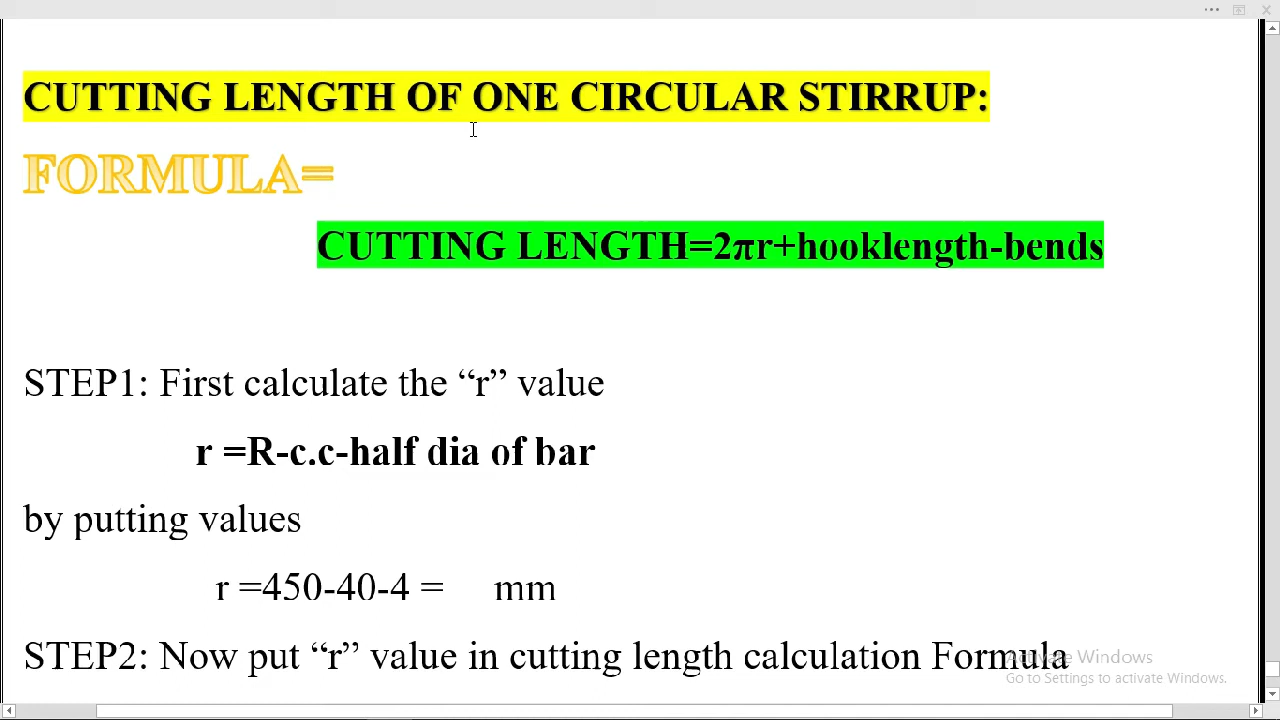 CUTTING LENGTH OF ONE CIRCULAR STIRRUP:
FORMULA=
CUTTING LENGTH=2πr+hooklength-bends
STEP1: First calculate the “r” value
r =R-c.c-half dia of bar
by putting values
r =450-40-4 = mm
STEP2: Now put “r” value in cutting length calculation Formula
Activate Windows
Go to Settings to activate Windows.